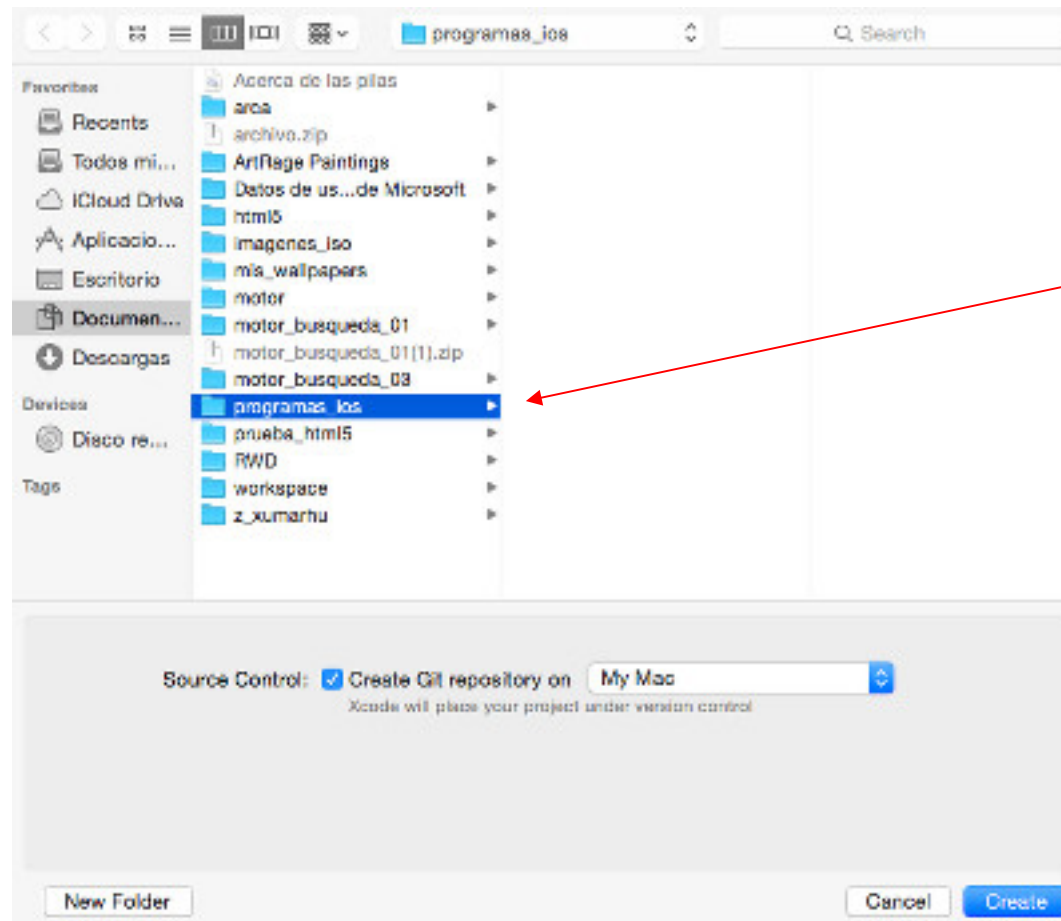 programas_ios
Search
Favorites
Recents
Todos mi...
iCloud Drive
Aplicacio...
Escritorio
Documen...
Descargas
Devices
Disco re...
Tags
Acerca de las pilas
arca
archivo.zip
ArtRage Paintings
Datos de us...de Microsoft
html5
imagenes_iso
mis_wallpapers
motor
motor_busqueda_01
motor_busqueda_01(1).zip
motor_busqueda_03
programas_ios
prueba_html5
RWD
workspace
z_xumarhu
Source Control: Create Git repository on My Mac
Xcode will place your project under version control
New Folder Cancel Create